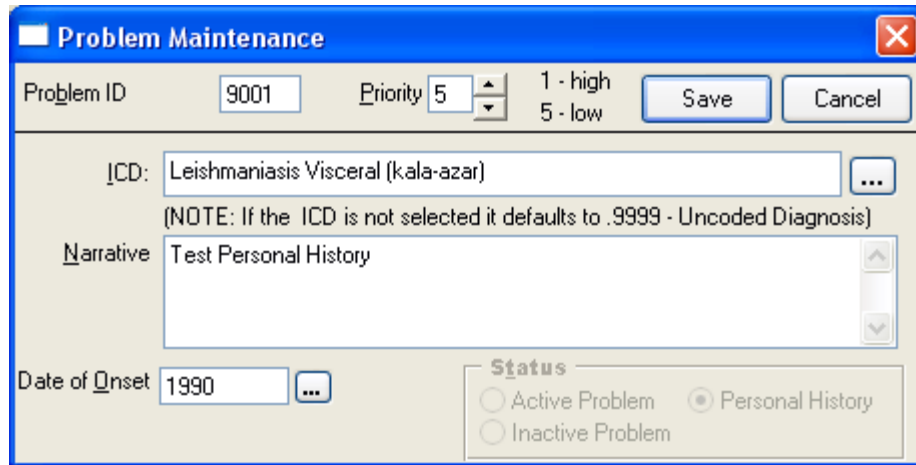 Problem Maintenance
Problem ID 9001 Priority 5 1 - high
5 - low Save Cancel
ICD: Leishmaniasis Visceral (kala-azar) ...
(NOTE: If the ICD is not selected it defaults to .9999 - Uncoded Diagnosis)
Narrative Test Personal History
Date of Onset 1990 ...
Status
Active Problem Personal History
Inactive Problem